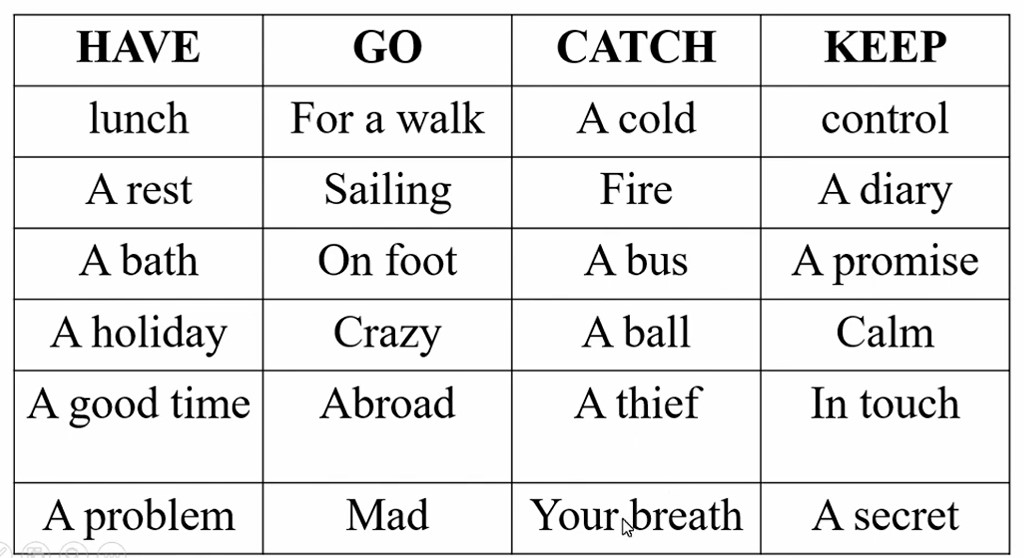 HAVE GO CATCH KEEP
lunch For a walk A cold control
A rest Sailing Fire A diary
A bath On foot A bus A promise
A holiday Crazy A ball Calm
A good time Abroad A thief In touch
A problem Mad Your breath A secret